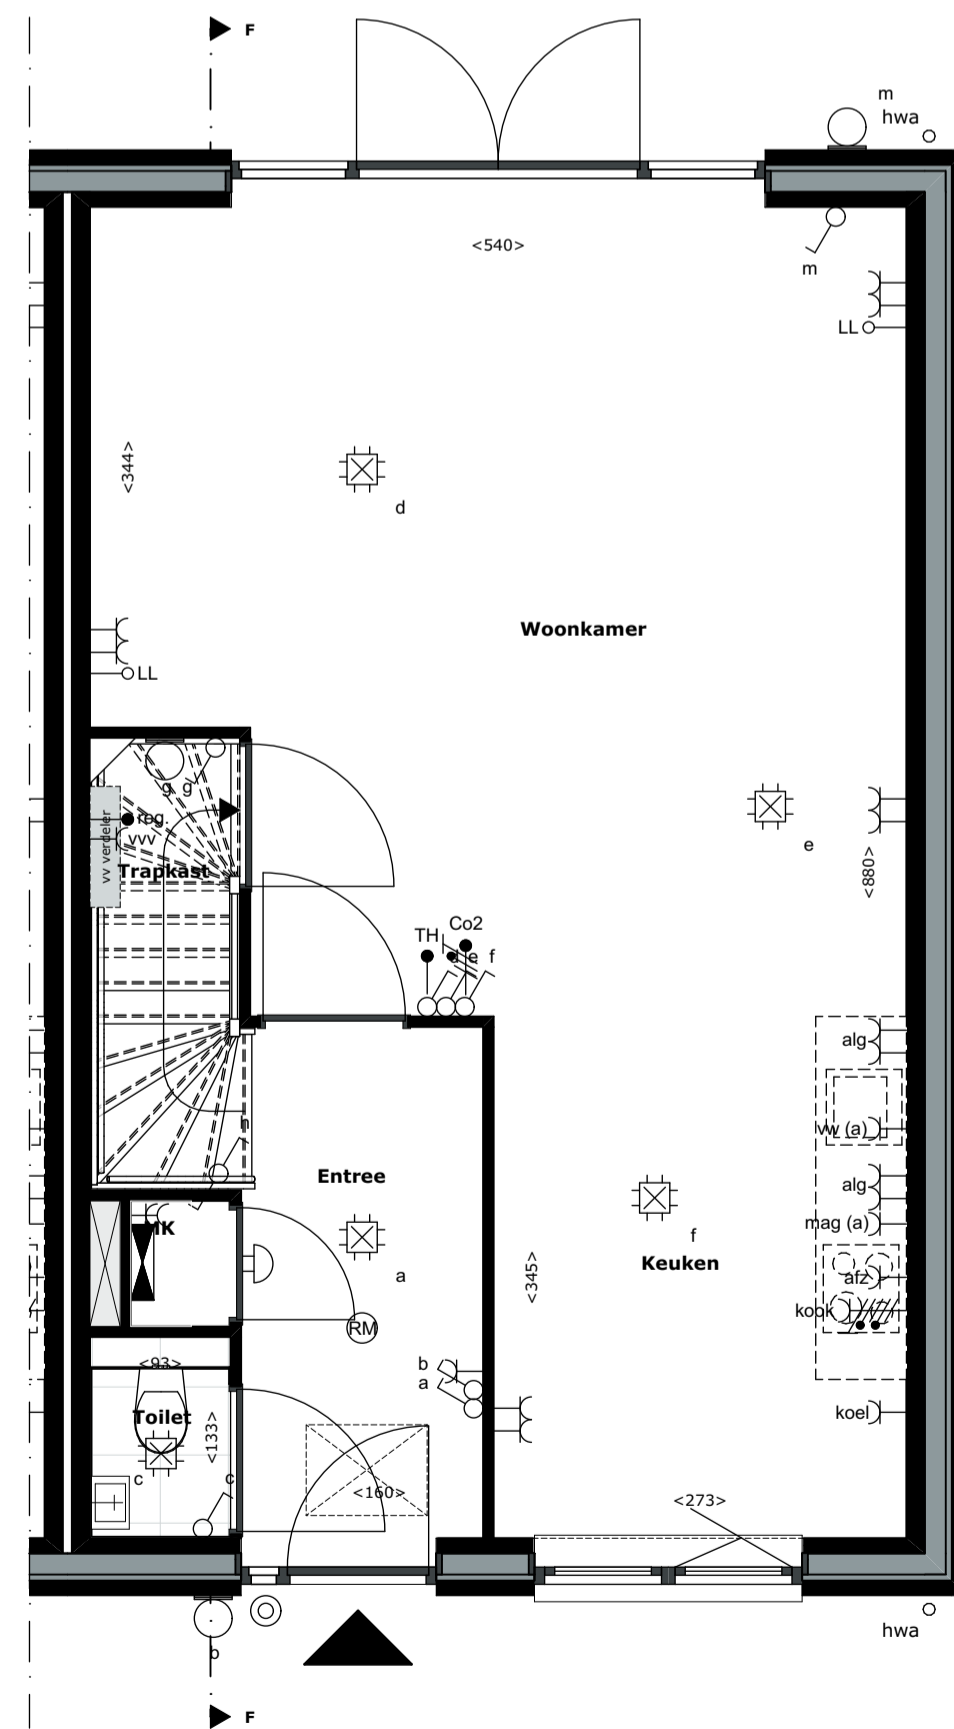 F
m
hwa
<540>
m
LL
<344>
d
Woonkamer
LL
g g
reg.
vvv
vv verdeler
Trapkast
e
<880>
Co2
TH
d e f
alg
vw (a)
h
alg
Entree
mag (a)
MK
f
Keuken
a
afz
<345>
kook
RM
b
a
<93>
koel
Toilet
<133>
c
c
<160>
<273>
hwa
b
F